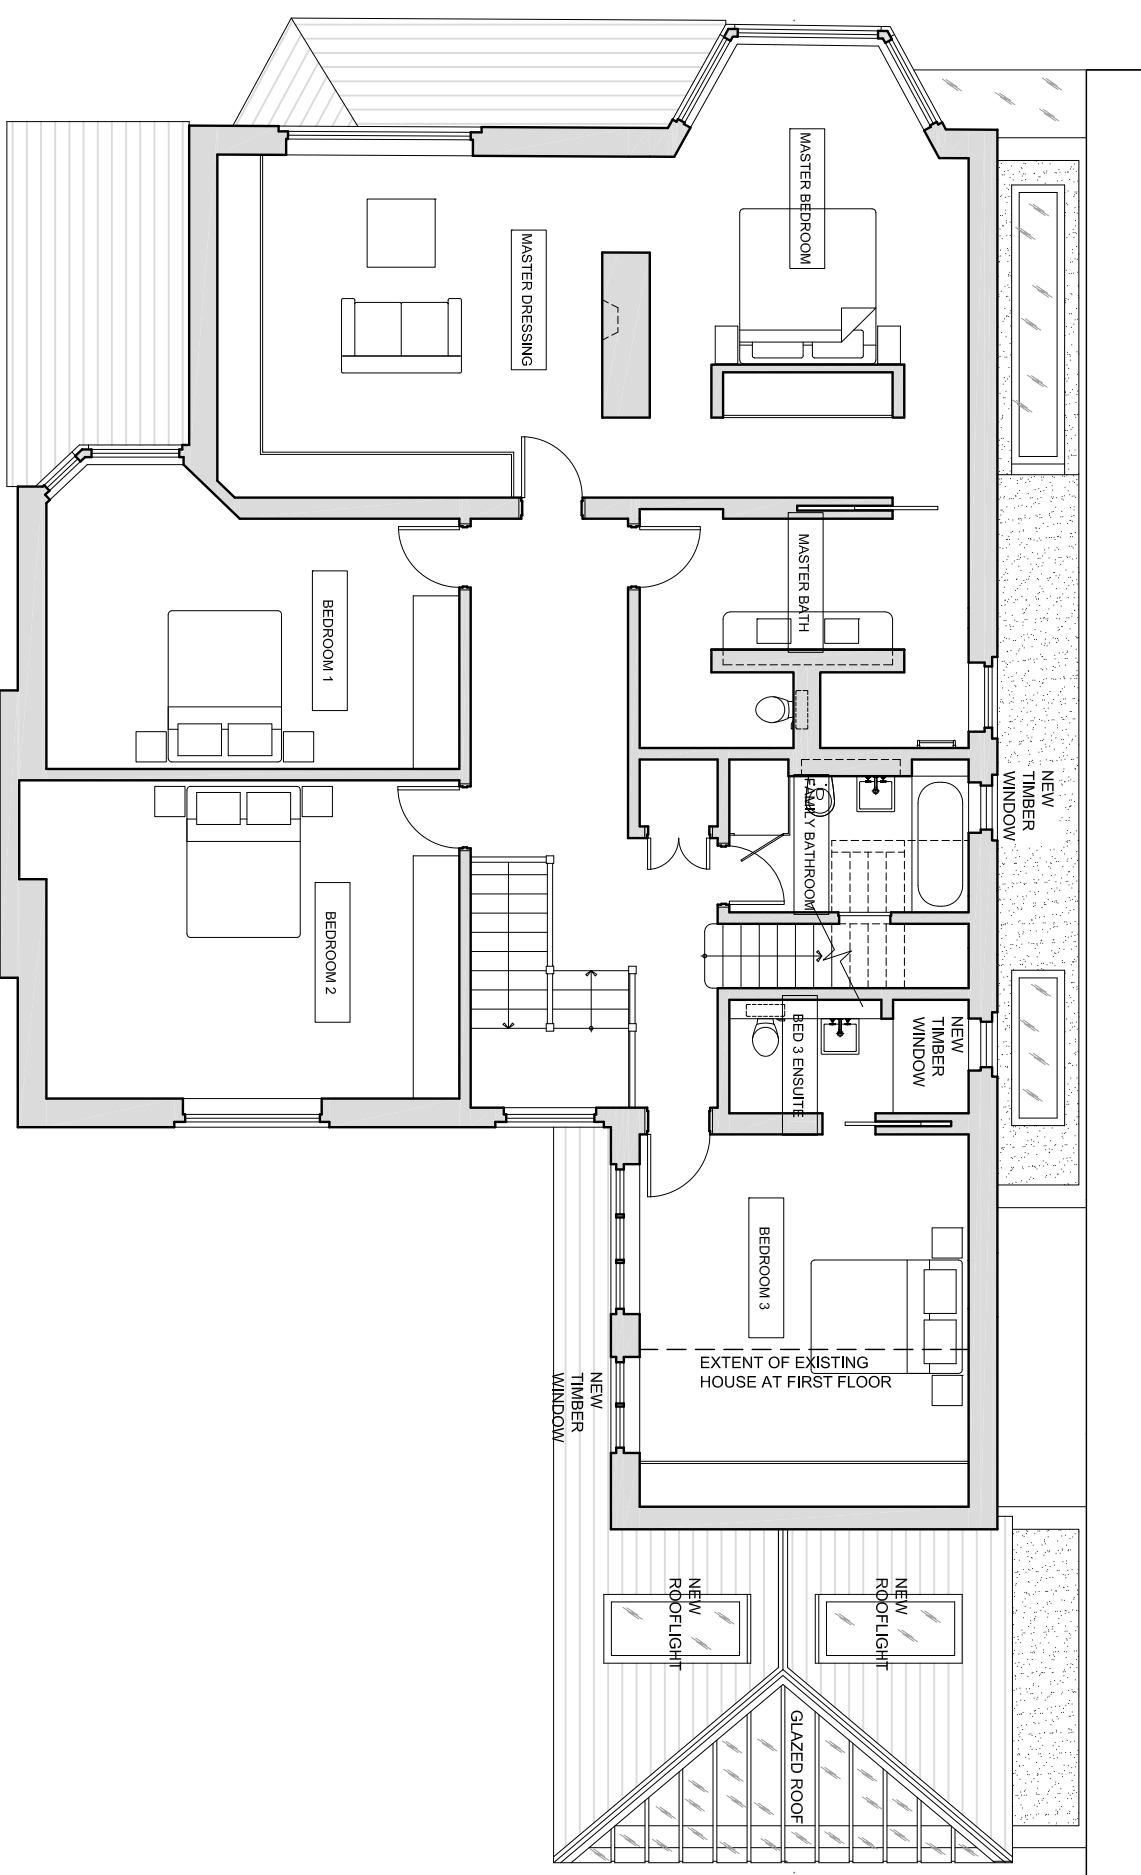 MASTER BEDROOM
MASTER DRESSING
MASTER BATH
BEDROOM 1
NEW
TIMBER
WINDOW
FAMILY BATHROOM
BEDROOM 2
BED 3 ENSUITE
NEW
TIMBER
WINDOW
BEDROOM 3
EXTENT OF EXISTING
HOUSE AT FIRST FLOOR
NEW
TIMBER
WINDOW
NEW
ROOFLIGHT
NEW
ROOFLIGHT
GLAZED ROOF